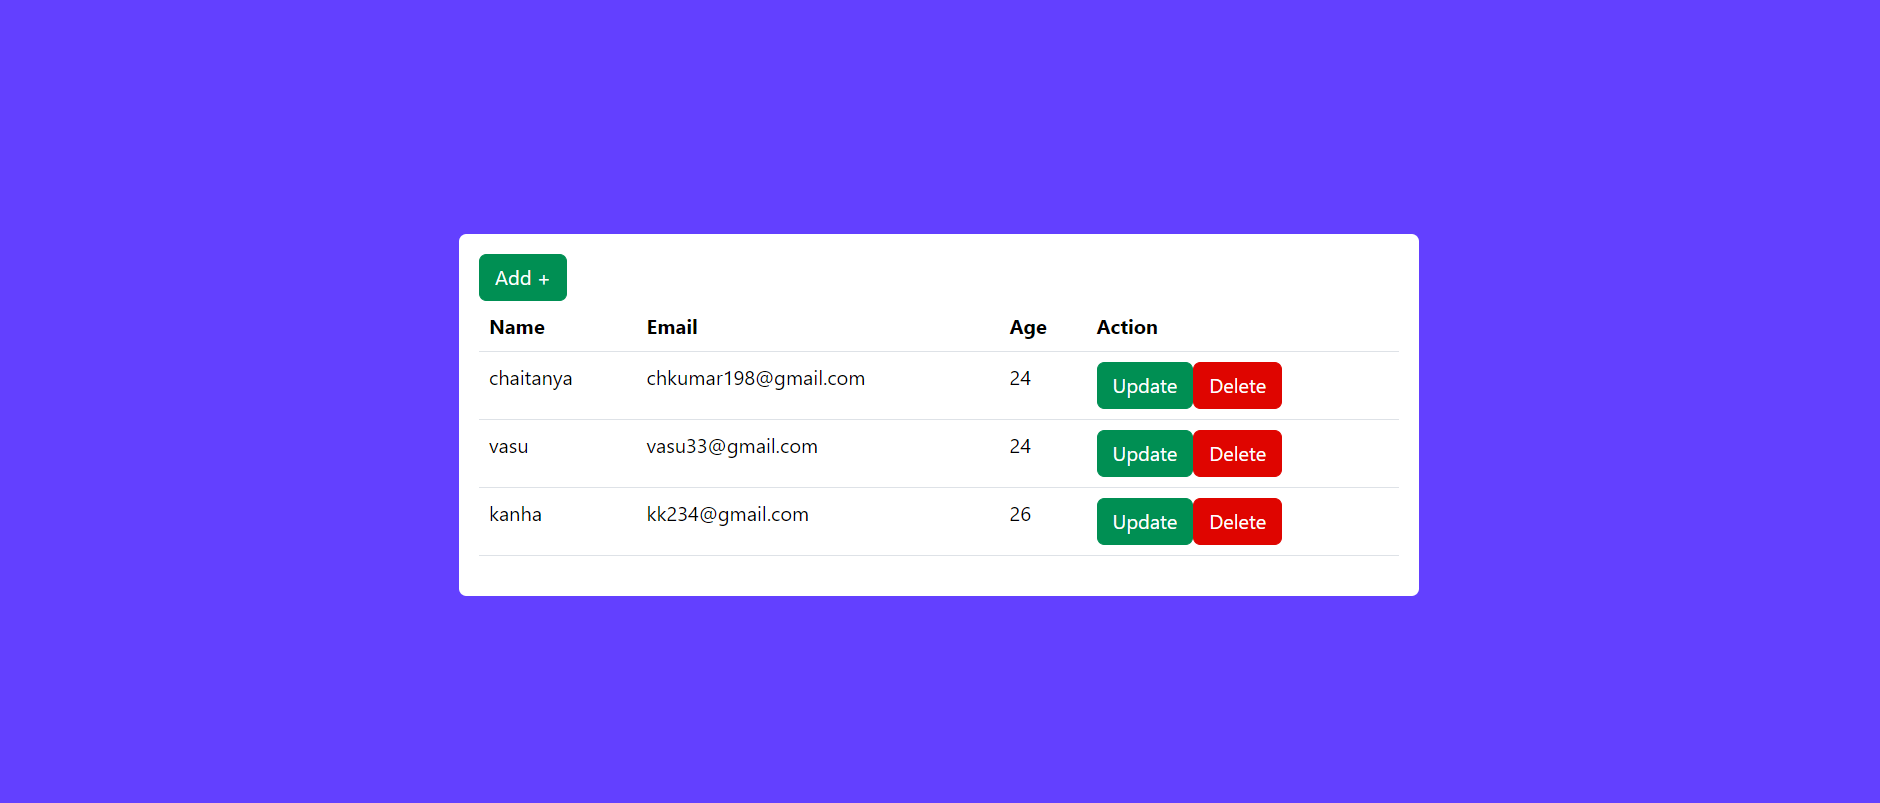 Add +
Name Email Age Action
chaitanya chkumar198@gmail.com 24 Update Delete
vasu vasu33@gmail.com 24 Update Delete
kanha kk234@gmail.com 26 Update Delete